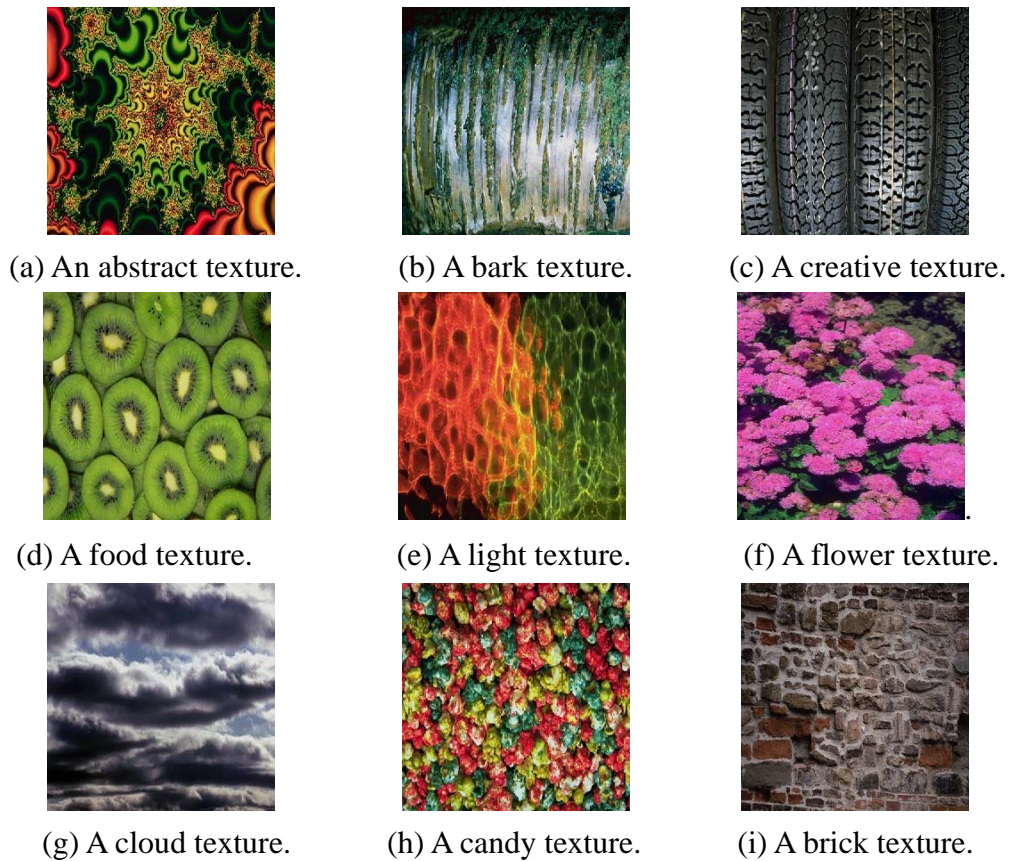 (a) An abstract texture.
(b) A bark texture.
(c) A creative texture.
(d) A food texture.
(e) A light texture.
.
(f) A flower texture.
(g) A cloud texture.
(h) A candy texture.
(i) A brick texture.